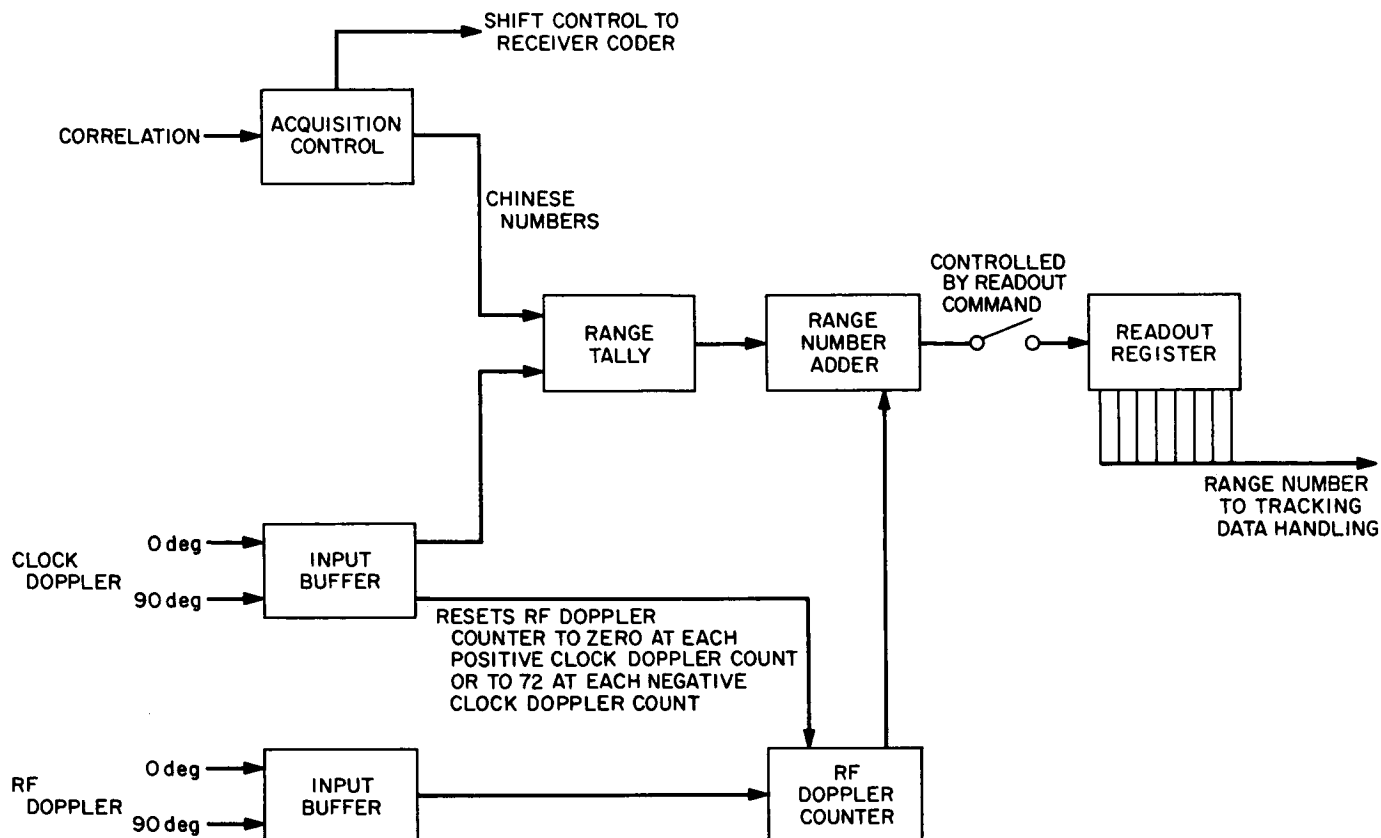 SHIFT CONTROL TO
RECEIVER CODER
CORRELATION
ACQUISITION
CONTROL
CHINESE
NUMBERS
CONTROLLED
BY READOUT
COMMAND
RANGE
TALLY
RANGE
NUMBER
ADDER
READOUT
REGISTER
RANGE NUMBER
TO TRACKING
DATA HANDLING
CLOCK
DOPPLER
0 deg
90 deg
INPUT
BUFFER
RESETS RF DOPPLER
COUNTER TO ZERO AT EACH
POSITIVE CLOCK DOPPLER COUNT
OR TO 72 AT EACH NEGATIVE
CLOCK DOPPLER COUNT
RF
DOPPLER
0 deg
90 deg
INPUT
BUFFER
RF
DOPPLER
COUNTER